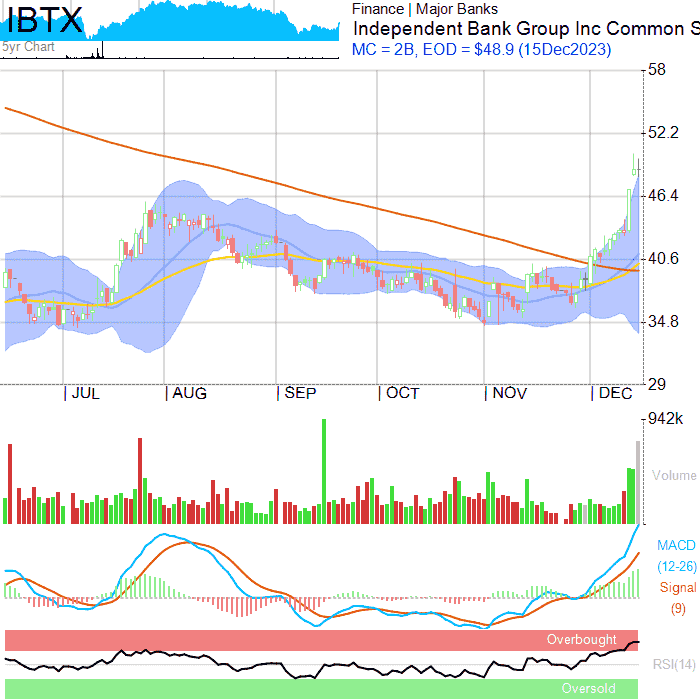 IBTX
5yr Chart
Finance | Major Banks
Independent Bank Group Inc Common S
MC = 2B, EOD = $48.9 (15Dec2023)
58
52.2
46.4
40.6
34.8
29
JUL AUG SEP OCT NOV DEC
942k
Volume
MACD
(12-26)
Signal
(9)
Overbought
RSI(14)
Oversold